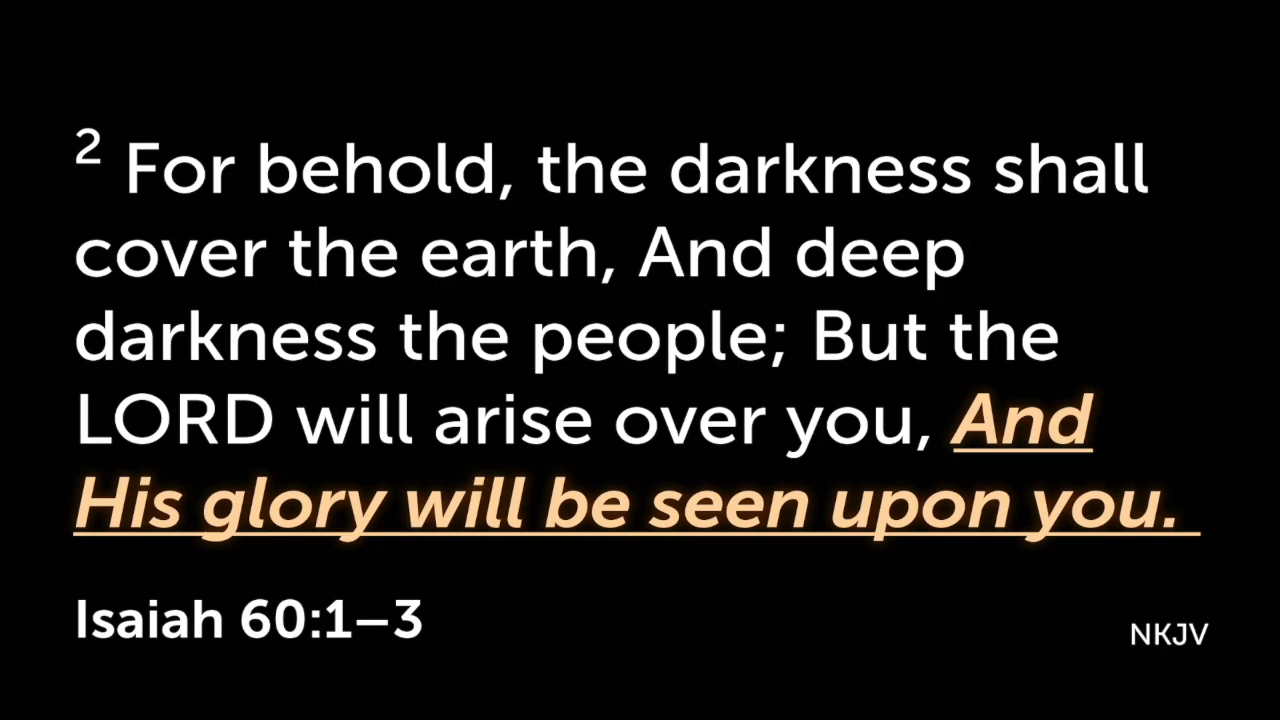 2 For behold, the darkness shall
cover the earth, And deep
darkness the people; But the
LORD will arise over you, And
His glory will be seen upon you.
Isaiah 60:1–3
NKJV